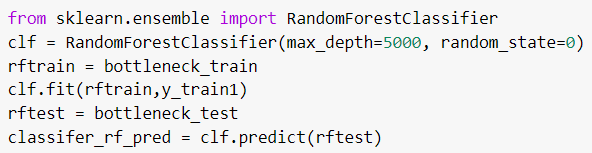 from sklearn.ensemble import RandomForestClassifier
clf = RandomForestClassifier(max_depth=5000, random_state=0)
rftrain = bottleneck_train
clf.fit(rftrain,y_train1)
rftest = bottleneck_test
classifer_rf_pred = clf.predict(rftest)